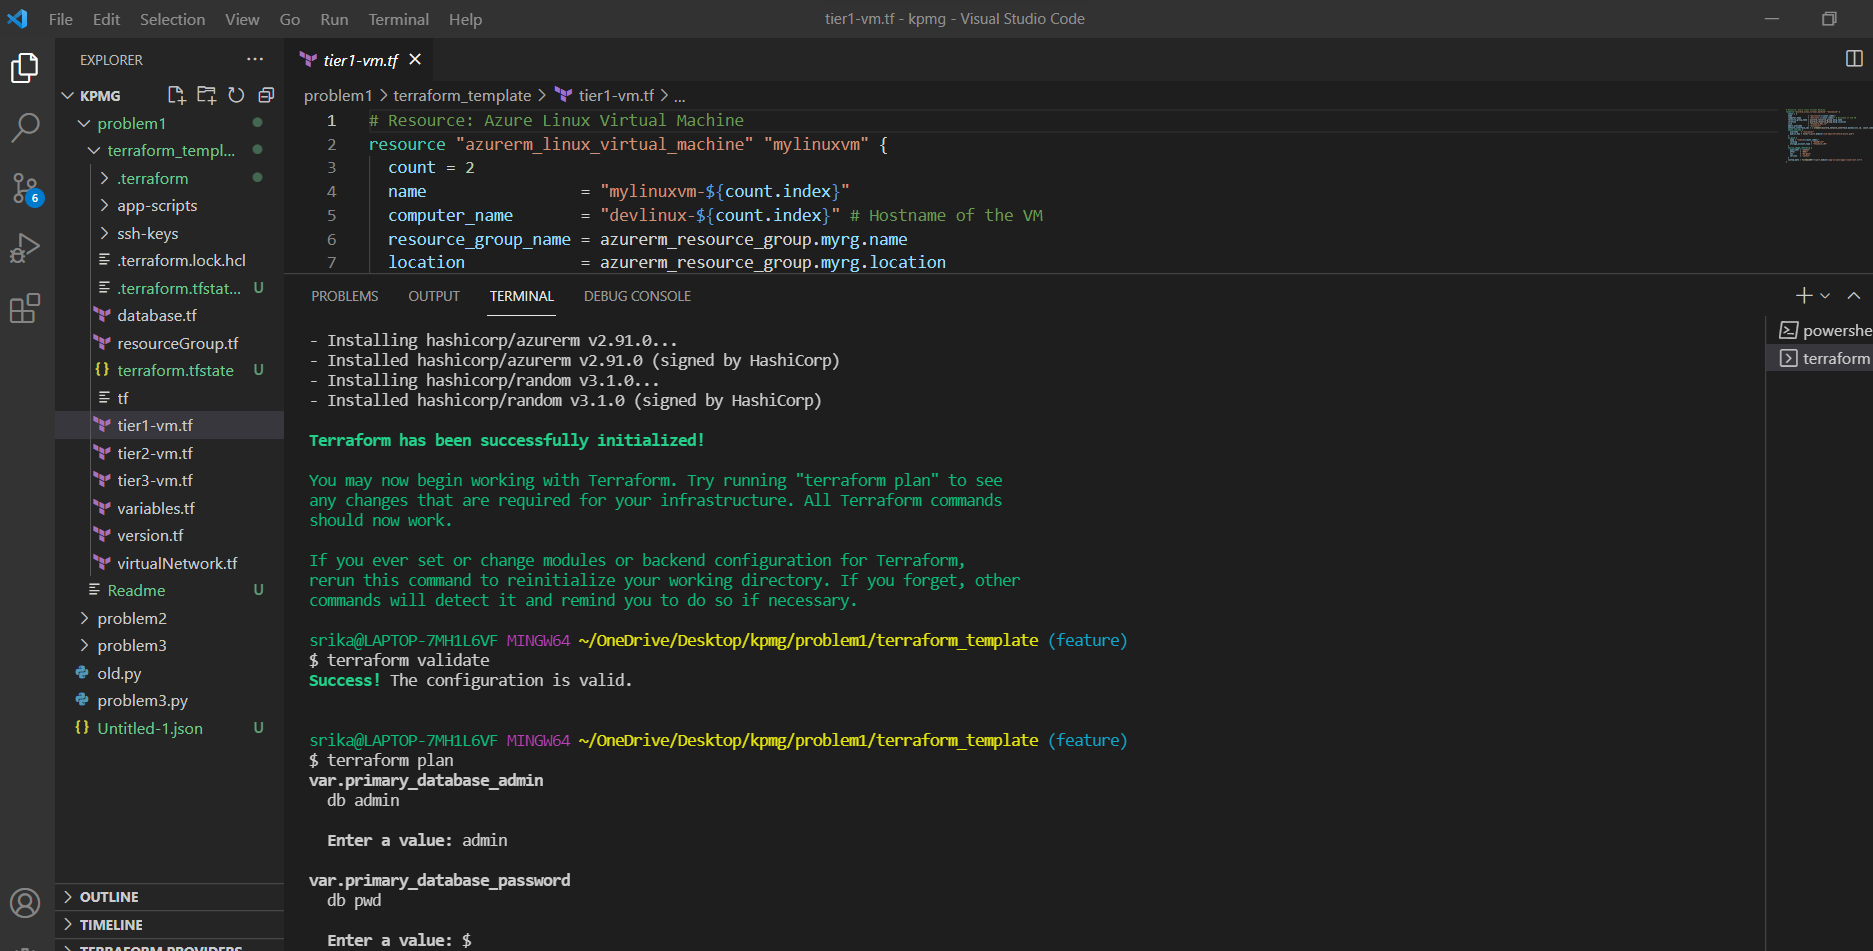 File Edit Selection View Go Run Terminal Help
tier1-vm.tf - kpmg - Visual Studio Code
EXPLORER
KPMG
problem1
terraform_templ...
.terraform
app-scripts
ssh-keys
.terraform.lock.hcl
.terraform.tfstat... U
database.tf
resourceGroup.tf
terraform.tfstate U
tf
tier1-vm.tf
tier2-vm.tf
tier3-vm.tf
variables.tf
version.tf
virtualNetwork.tf
Readme U
problem2
problem3
old.py
problem3.py
Untitled-1.json U
OUTLINE
TIMELINE
TERRAFORM PROVIDERS
6
tier1-vm.tf
problem1 > terraform_template > tier1-vm.tf > ...
1 # Resource: Azure Linux Virtual Machine
2 resource "azurerm_linux_virtual_machine" "mylinuxvm" {
3 count = 2
4 name = "mylinuxvm-${count.index}"
5 computer_name = "devlinux-${count.index}" # Hostname of the VM
6 resource_group_name = azurerm_resource_group.myrg.name
7 location = azurerm_resource_group.myrg.location
PROBLEMS OUTPUT TERMINAL DEBUG CONSOLE
powershe
terraform
- Installing hashicorp/azurerm v2.91.0...
- Installed hashicorp/azurerm v2.91.0 (signed by HashiCorp)
- Installing hashicorp/random v3.1.0...
- Installed hashicorp/random v3.1.0 (signed by HashiCorp)
Terraform has been successfully initialized!
You may now begin working with Terraform. Try running "terraform plan" to see
any changes that are required for your infrastructure. All Terraform commands
should now work.
If you ever set or change modules or backend configuration for Terraform,
rerun this command to reinitialize your working directory. If you forget, other
commands will detect it and remind you to do so if necessary.
srika@LAPTOP-7MH1L6VF MINGW64 ~/OneDrive/Desktop/kpmg/problem1/terraform_template (feature)
$ terraform validate
Success! The configuration is valid.
srika@LAPTOP-7MH1L6VF MINGW64 ~/OneDrive/Desktop/kpmg/problem1/terraform_template (feature)
$ terraform plan
var.primary_database_admin
db admin
Enter a value: admin
var.primary_database_password
db pwd
Enter a value: $